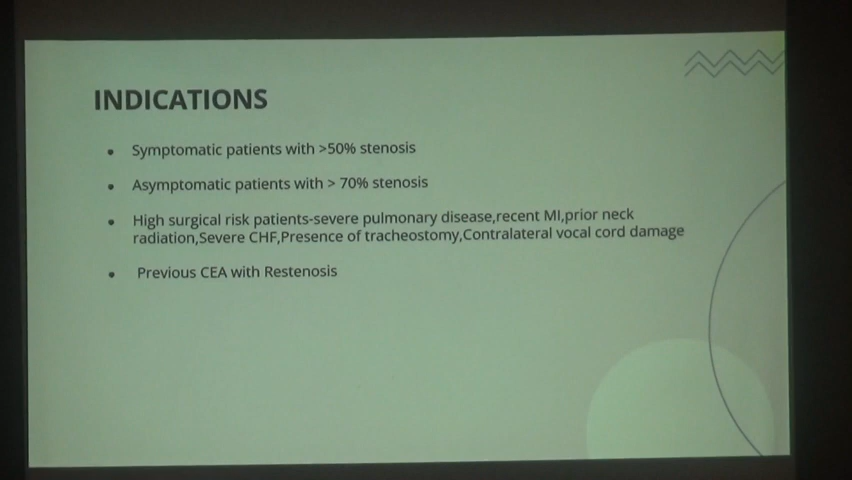 INDICATIONS
• Symptomatic patients with >50% stenosis
• Asymptomatic patients with > 70% stenosis
• High surgical risk patients-severe pulmonary disease,recent MI,prior neck
radiation,Severe CHF,Presence of tracheostomy,Contralateral vocal cord damage
• Previous CEA with Restenosis